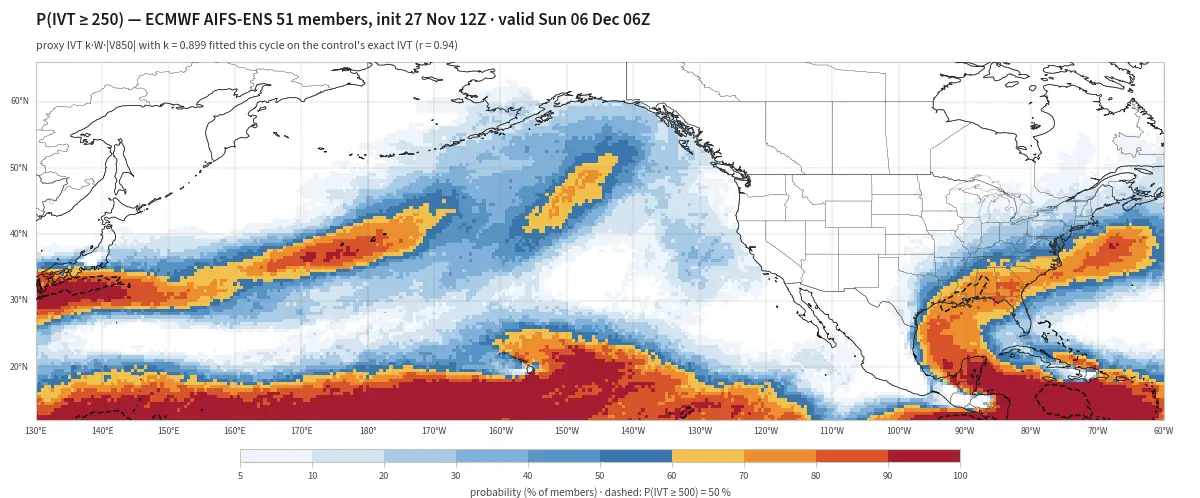 P(IVT ≥ 250) — ECMWF AIFS-ENS 51 members, init 27 Nov 12Z · valid Sun 06 Dec 06Z
proxy IVT k·W·|V850| with k = 0.899 fitted this cycle on the control's exact IVT (r = 0.94)
60°N
50°N
40°N
30°N
20°N
130°E 140°E 150°E 160°E 170°E 180° 170°W 160°W 150°W 140°W 130°W 120°W 110°W 100°W 90°W 80°W 70°W 60°W
5 10 20 30 40 50 60 70 80 90 100
probability (% of members) · dashed: P(IVT ≥ 500) = 50 %